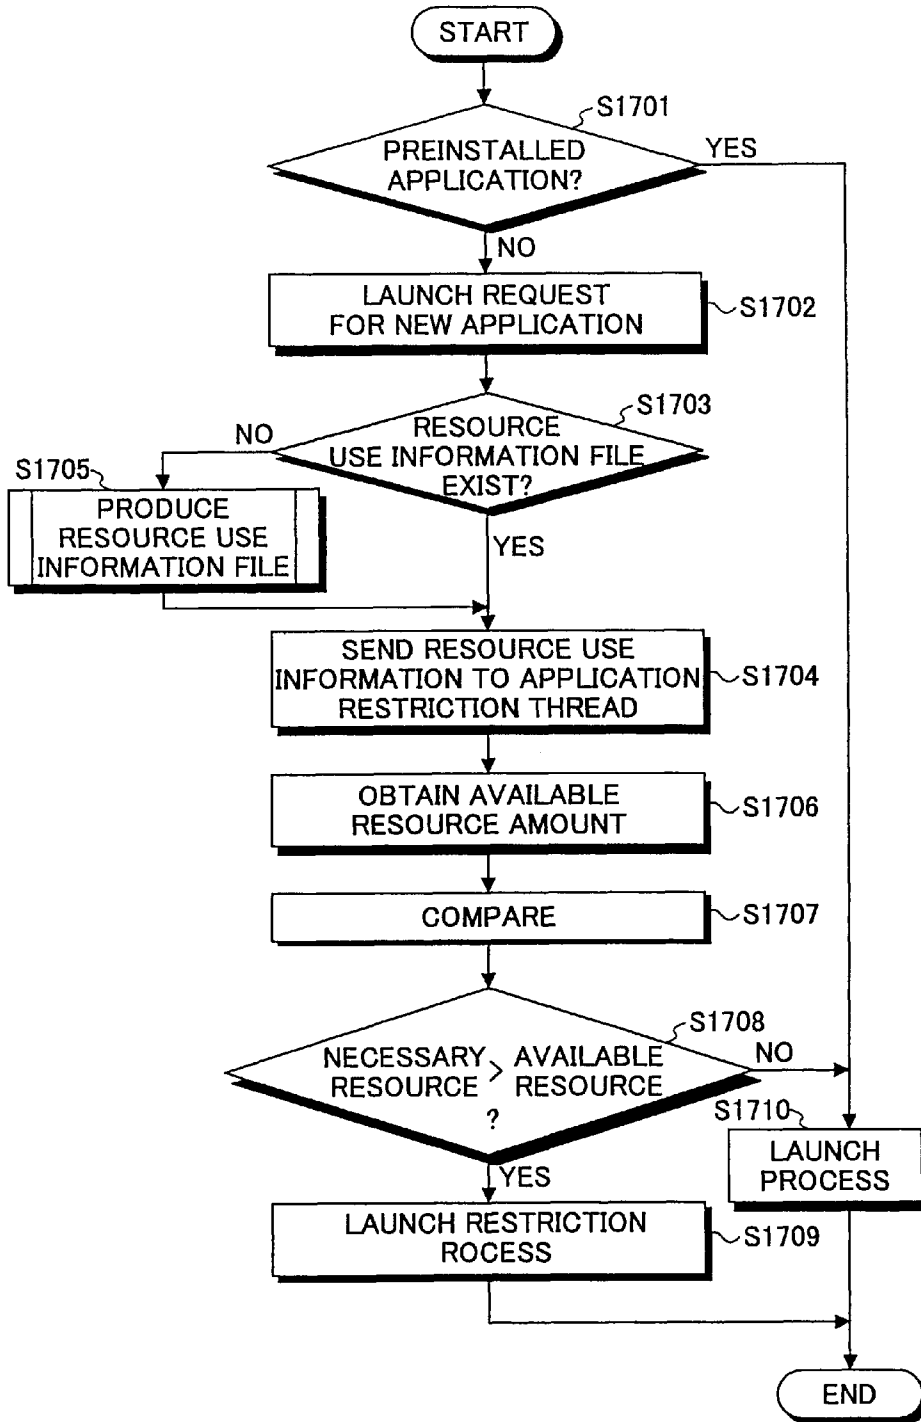 START
S1701
PREINSTALLED
APPLICATION?
YES
NO
LAUNCH REQUEST
FOR NEW APPLICATION
S1702
S1703
RESOURCE
USE INFORMATION FILE
EXIST?
NO
S1705
PRODUCE
RESOURCE USE
INFORMATION FILE
YES
SEND RESOURCE USE
INFORMATION TO APPLICATION
RESTRICTION THREAD
S1704
OBTAIN AVAILABLE
RESOURCE AMOUNT
S1706
COMPARE
S1707
S1708
NECESSARY > AVAILABLE
RESOURCE RESOURCE
?
NO
YES
S1710
LAUNCH
PROCESS
LAUNCH RESTRICTION
ROCESS
S1709
END